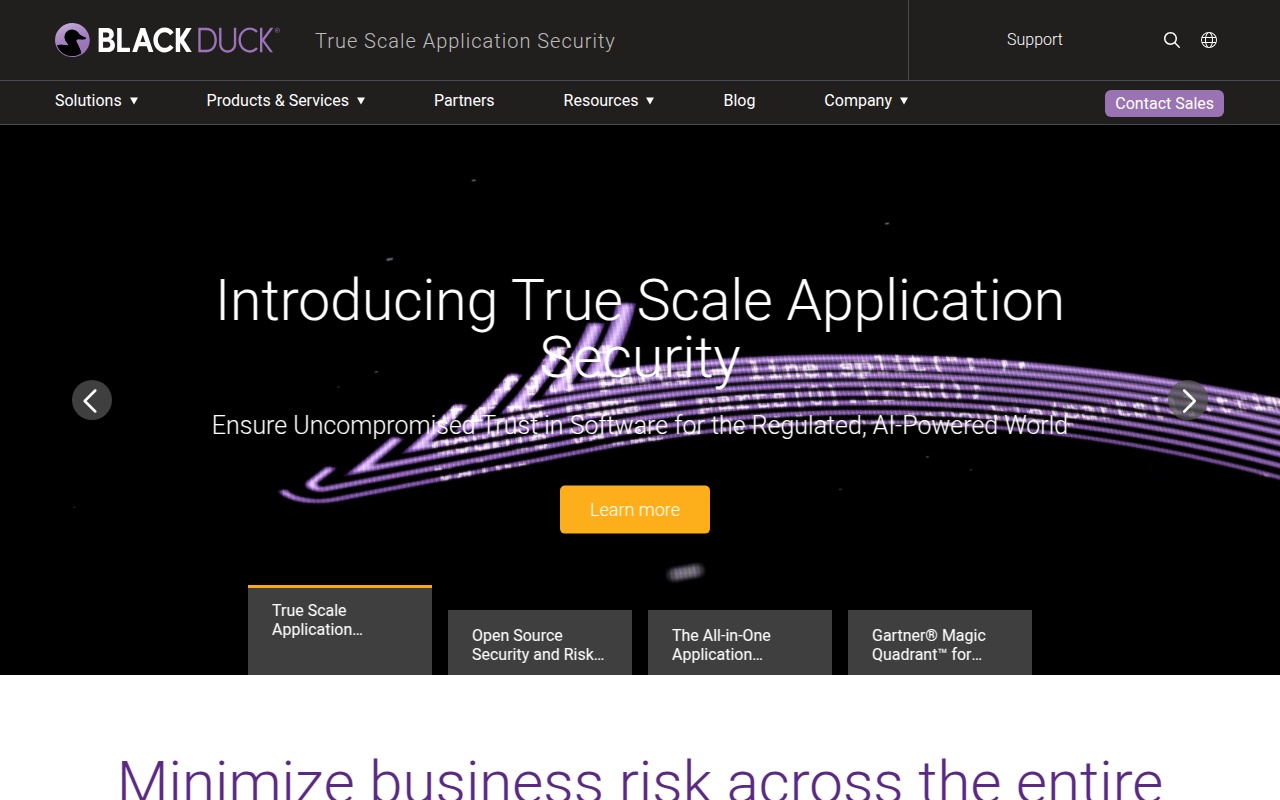 BLACK DUCK®
True Scale Application Security
Support
Solutions ▼
Products & Services ▼
Partners
Resources ▼
Blog
Company ▼
Contact Sales
Introducing True Scale Application
Security
Ensure Uncompromised Trust in Software for the Regulated, AI-Powered World
Learn more
True Scale
Application...
Open Source
Security and Risk...
The All-in-One
Application...
Gartner® Magic
Quadrant™ for...
Minimize business risk across the entire